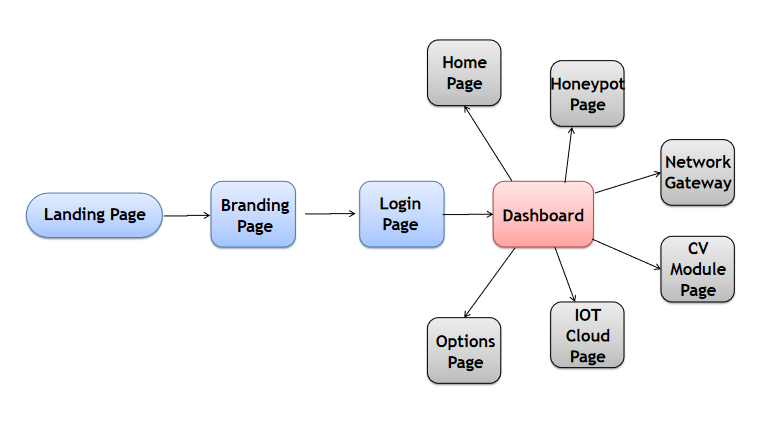 Home
Page
Honeypot
Page
Network
Gateway
Landing Page
Branding
Page
Login
Page
Dashboard
CV
Module
Page
IOT
Cloud
Page
Options
Page